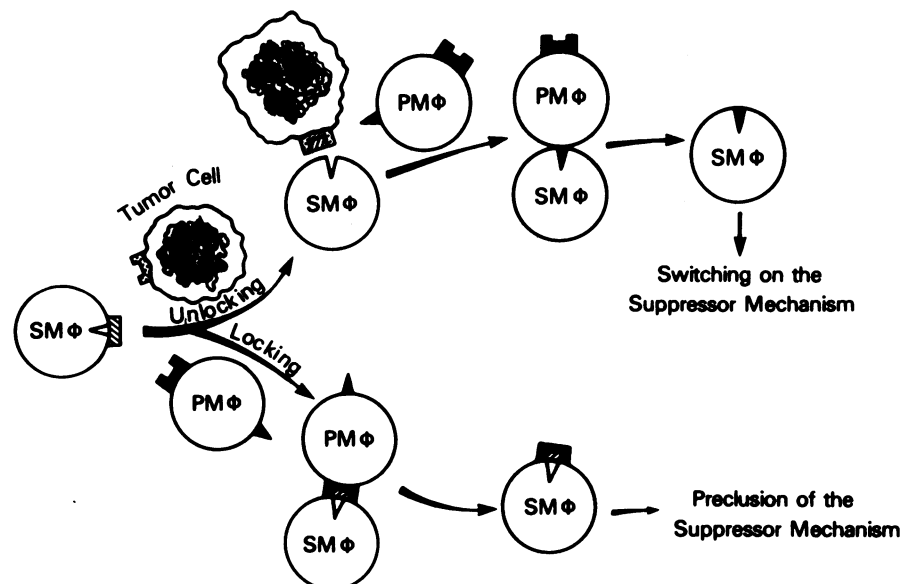 Tumor Cell
PMΦ
PMΦ
SMΦ
SMΦ
SMΦ
Switching on the
Suppressor Mechanism
Unlocking
SMΦ
Locking
PMΦ
PMΦ
SMΦ
SMΦ
Preclusion of the
Suppressor Mechanism